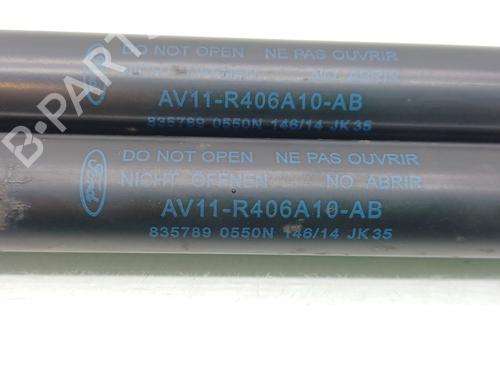 DO NOT OPEN NE PAS OUVRIR
NO ABRIR
AV11-R406A10-AB
835789 0550N 146/14 JK35
Ford
DO NOT OPEN NE PAS OUVRIR
NICHT ÖFFNEN NO ABRIR
AV11-R406A10-AB
835789 0550N 146/14 JK35
B-PARTS